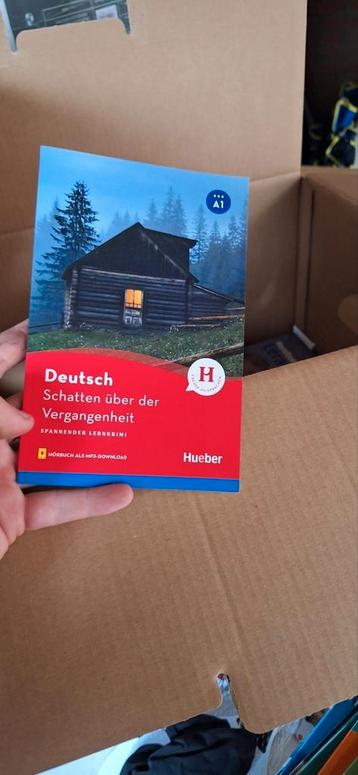 A1
Deutsch
Schatten über der
Vergangenheit
SPANNENDER LERNKRIMI
HÖRBUCH ALS MP3-DOWNLOAD
H
Hueber